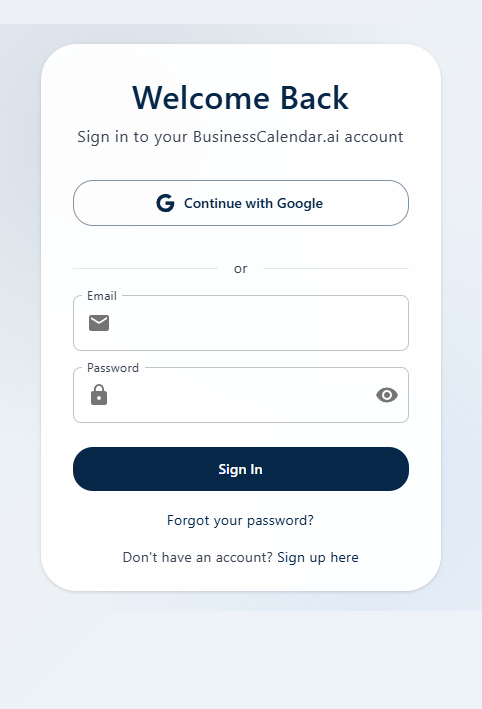 Welcome Back
Sign in to your BusinessCalendar.ai account
Continue with Google
or
Email
Password
Sign In
Forgot your password?
Don't have an account? Sign up here